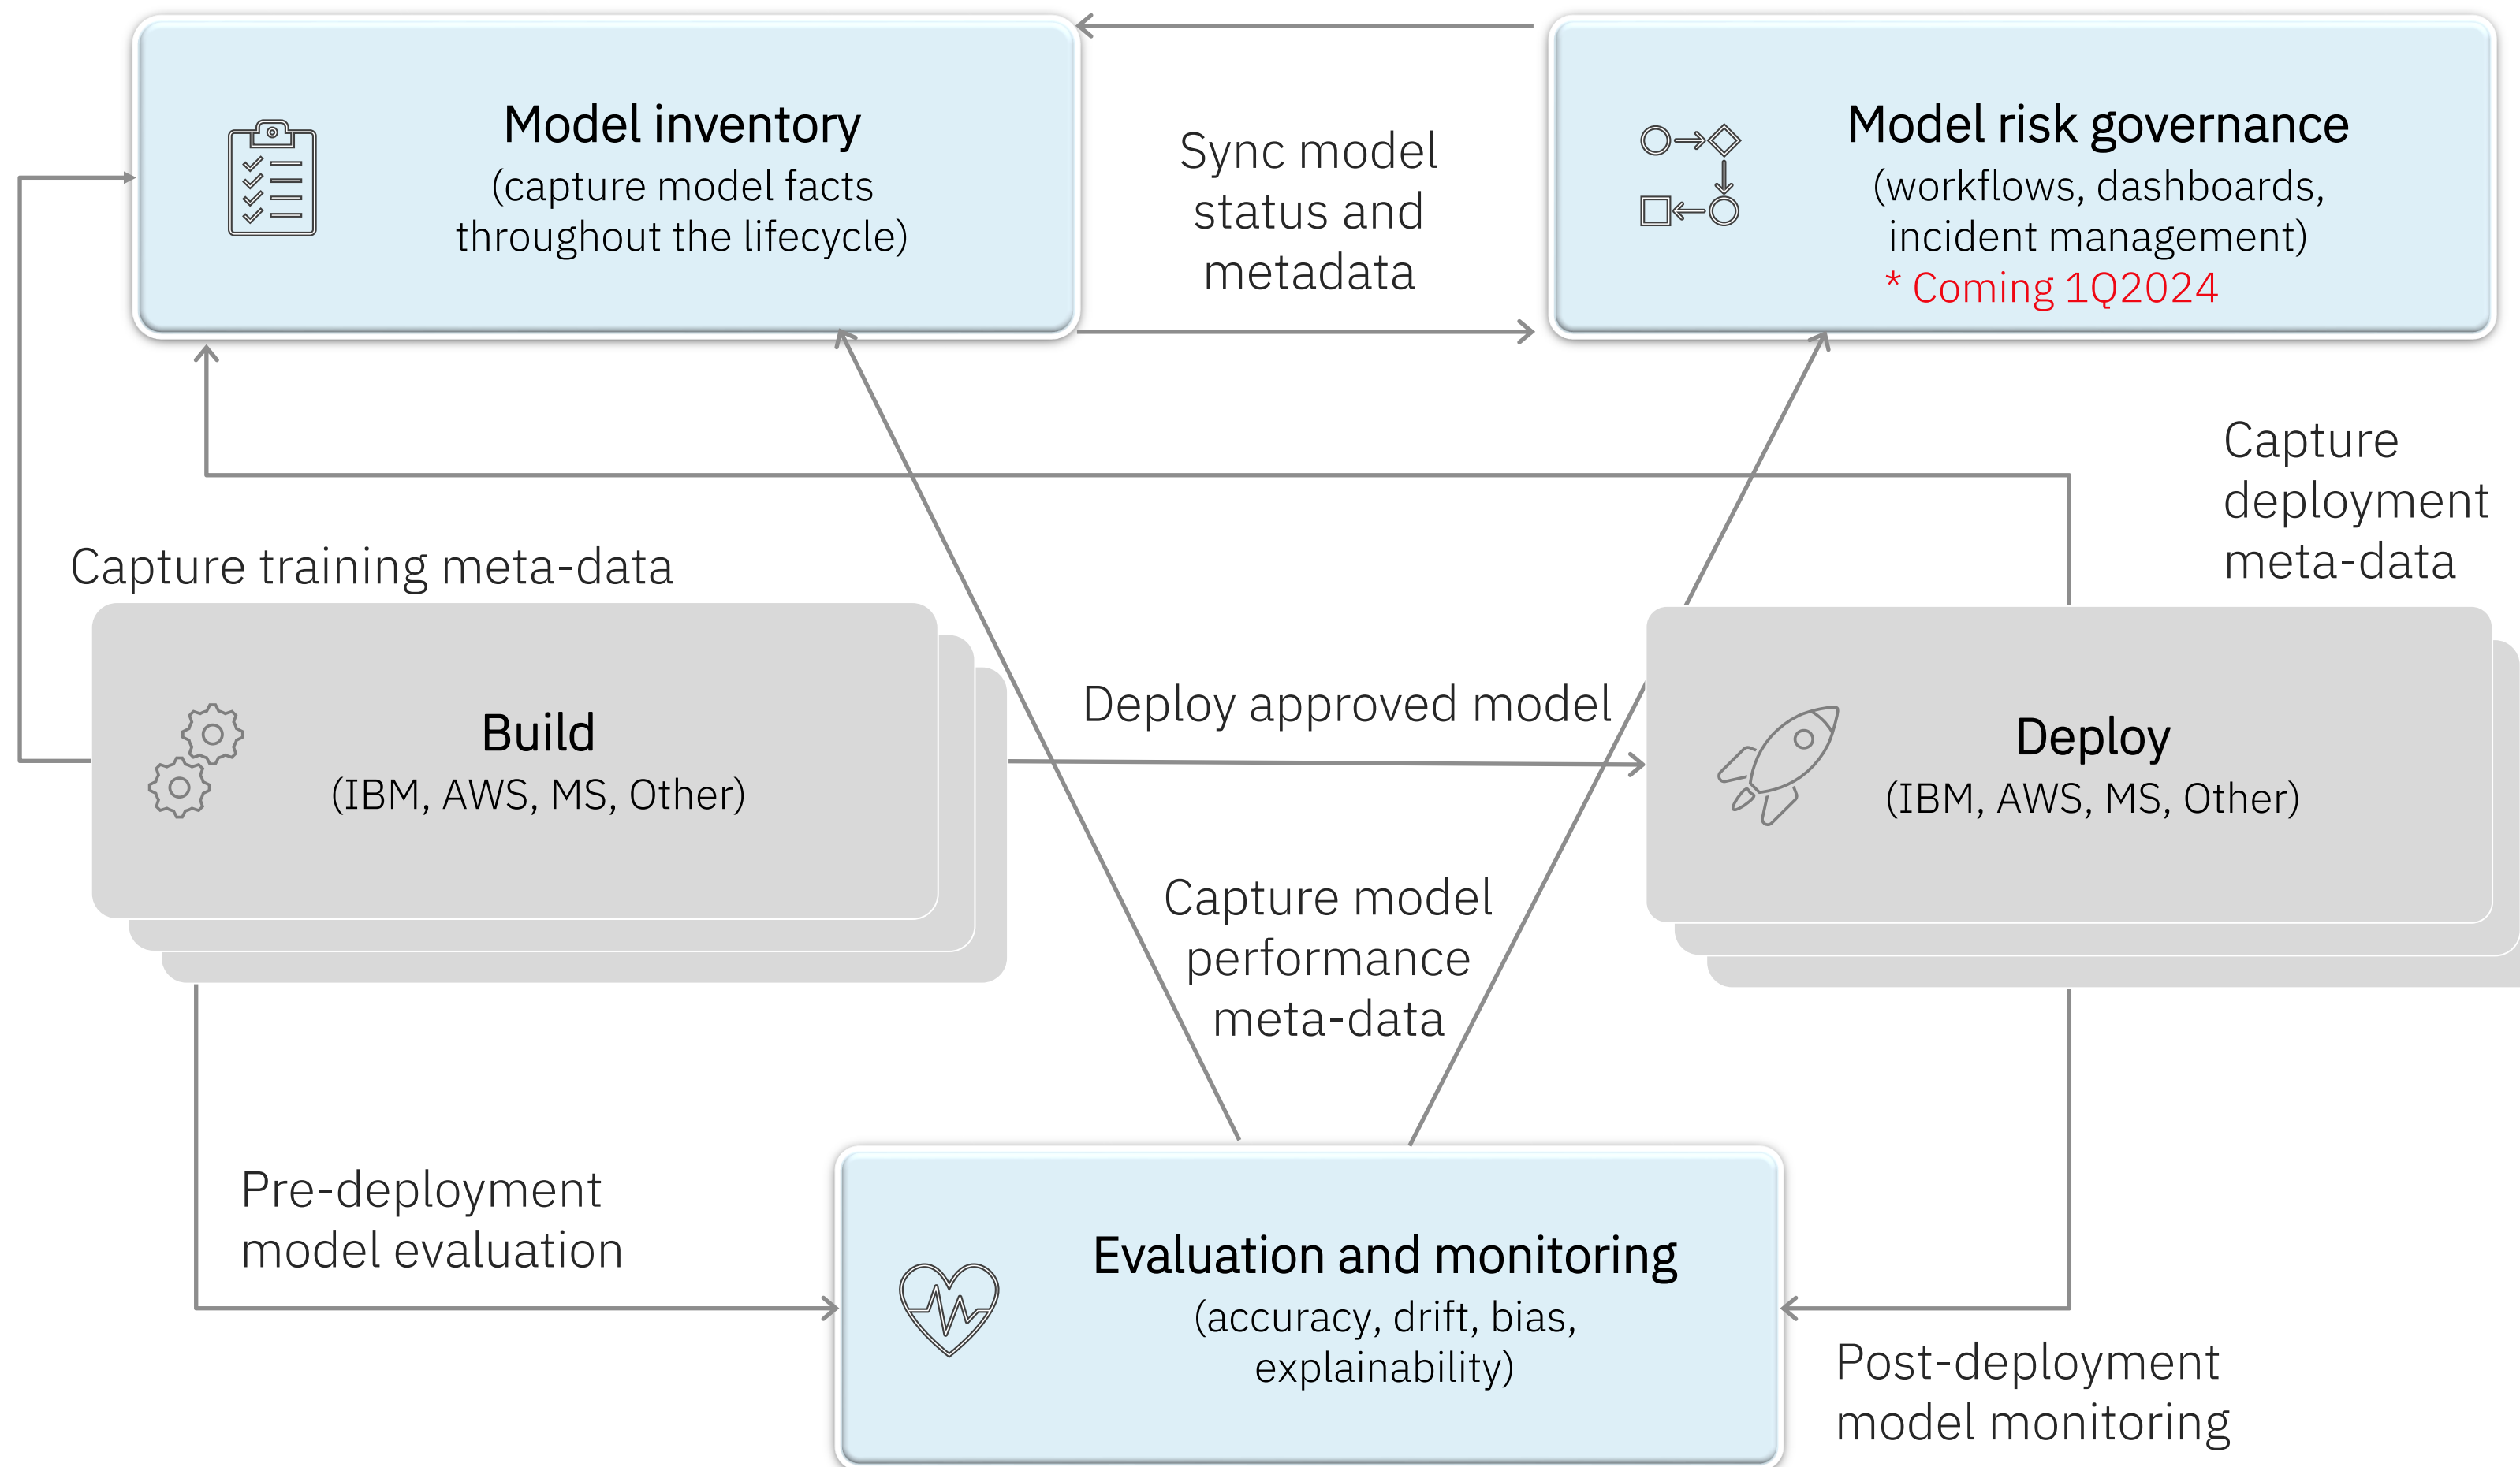 Model inventory
(capture model facts
throughout the lifecycle)
Sync model
status and
metadata
Model risk governance
(workflows, dashboards,
incident management)
* Coming 1Q2024
Capture
deployment
meta-data
Capture training meta-data
Build
(IBM, AWS, MS, Other)
Deploy approved model
Deploy
(IBM, AWS, MS, Other)
Capture model
performance
meta-data
Pre-deployment
model evaluation
Evaluation and monitoring
(accuracy, drift, bias,
explainability)
Post-deployment
model monitoring